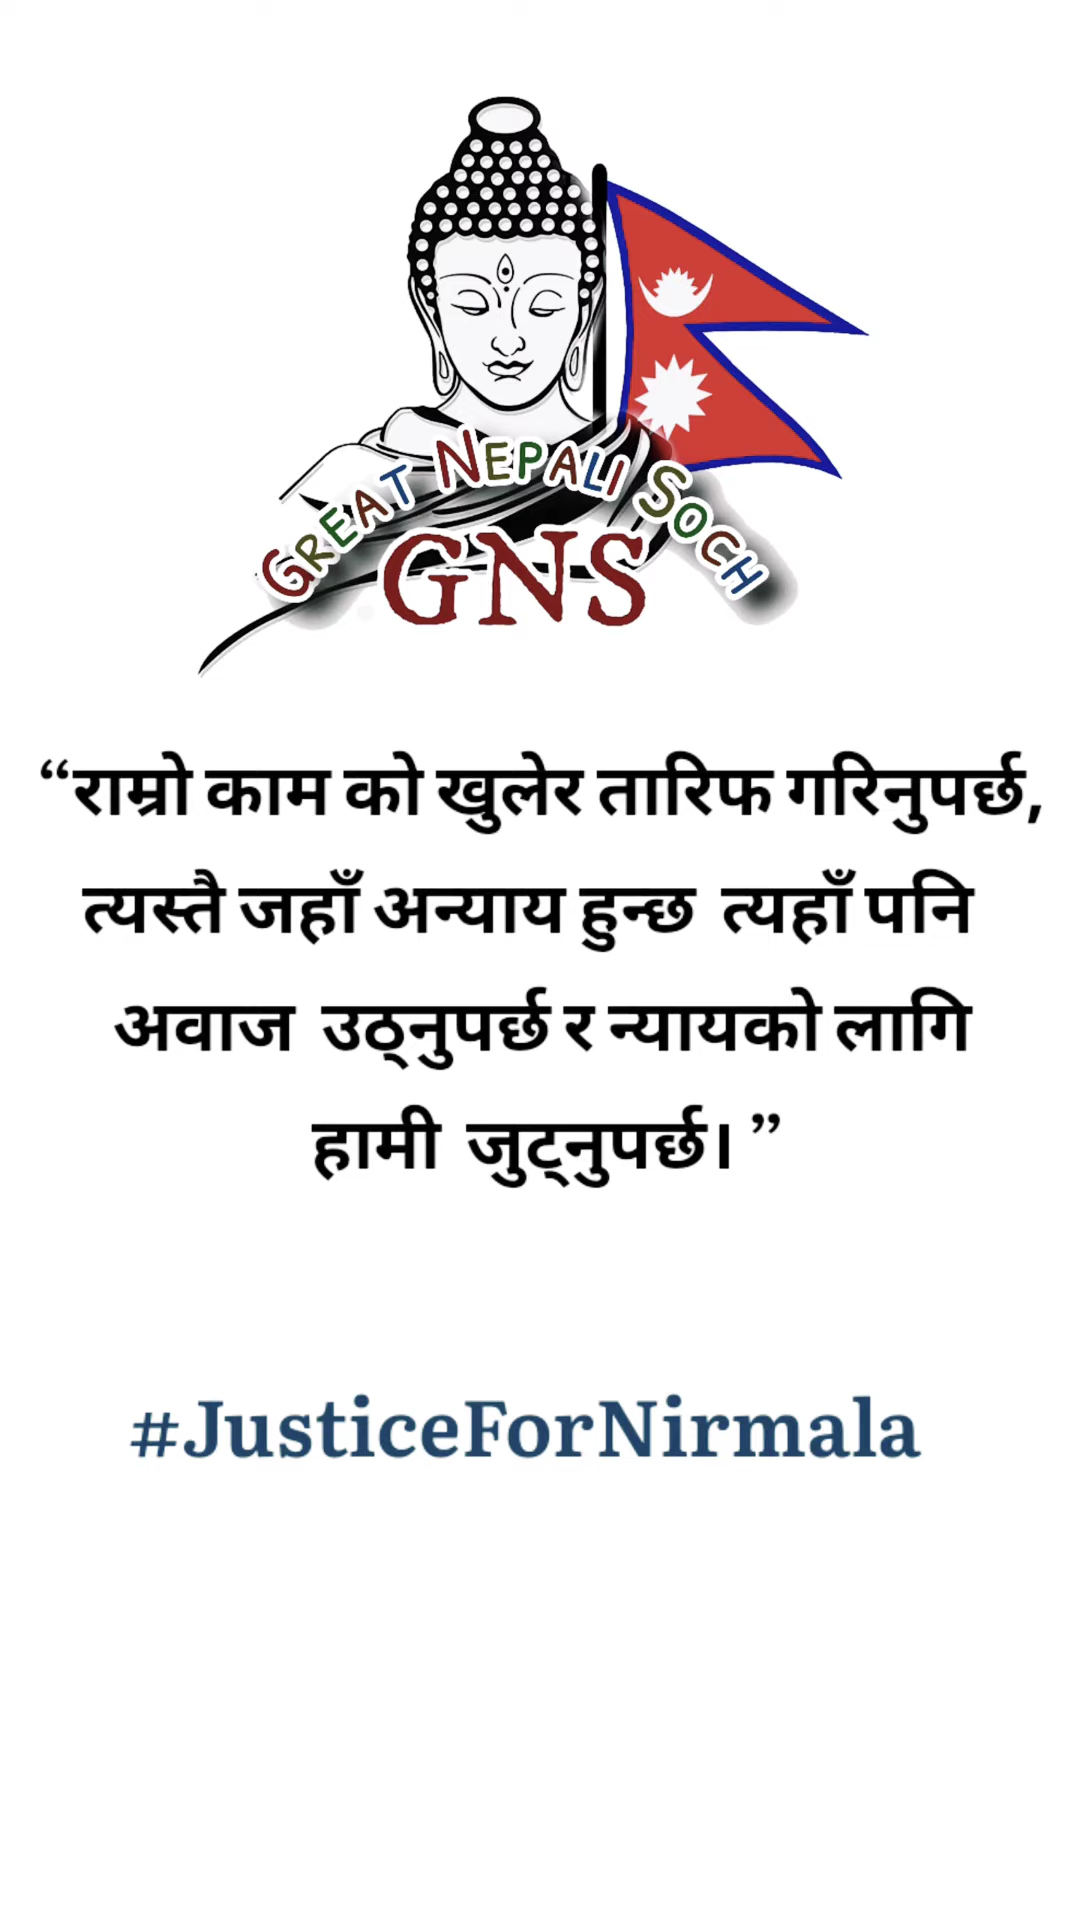 GREAT NEPALI SOCH
GNS
“राम्रो काम को खुलेर तारिफ गरिनुपर्छ,
त्यस्तै जहाँ अन्याय हुन्छ त्यहाँ पनि
अवाज उठ्नुपर्छ र न्यायको लागि
हामी जुट्नुपर्छ। ”
#JusticeForNirmala